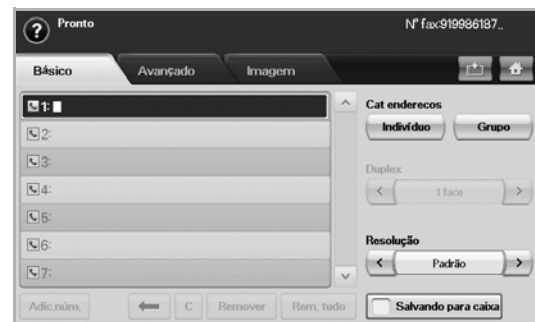 ? Pronto Nº fax:919986187..
Básico Avançado Imagem
1:
2:
3:
4:
5:
6:
7:
Cat enderecos
Indivíduo Grupo
Duplex
< 1 face >
Resolução
< Padrão >
Adic.núm. C Remover Rem. tudo
Salvando para caixa